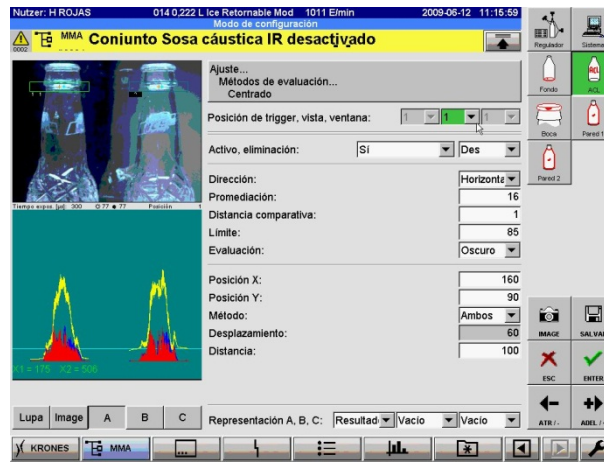 Nutzer: H ROJAS 014 0,222 L Ice Retornable Mod 1011 E/min 2009-06-12 11:15:59
Modo de configuración
0002 MMA Conjunto Sosa cáustica IR desactivado
Regulador Sistema
Ajuste...
Métodos de evaluación...
Centrado
Fondo ACL
Posición de trigger, vista, ventana: 1 1 1
Boca Pared 1
Activo, eliminación: Sí Des
Pared 2
Dirección: Horizonta
Promediación: 16
Distancia comparativa: 1
Límite: 85
Evaluación: Oscuro
Tiempo expos. [µs]: 300 77 77 Posición 1
Posición X: 160
Posición Y: 90
Método: Ambos
Desplazamiento: 60
Distancia: 100
X1 = 175 X2 = 506
IMAGE SALVAR
ESC ENTER
Lupa Image A B C Representación A, B, C: Resultad Vacío Vacío
ATR / - ADEL / +
KRONES MMA ...